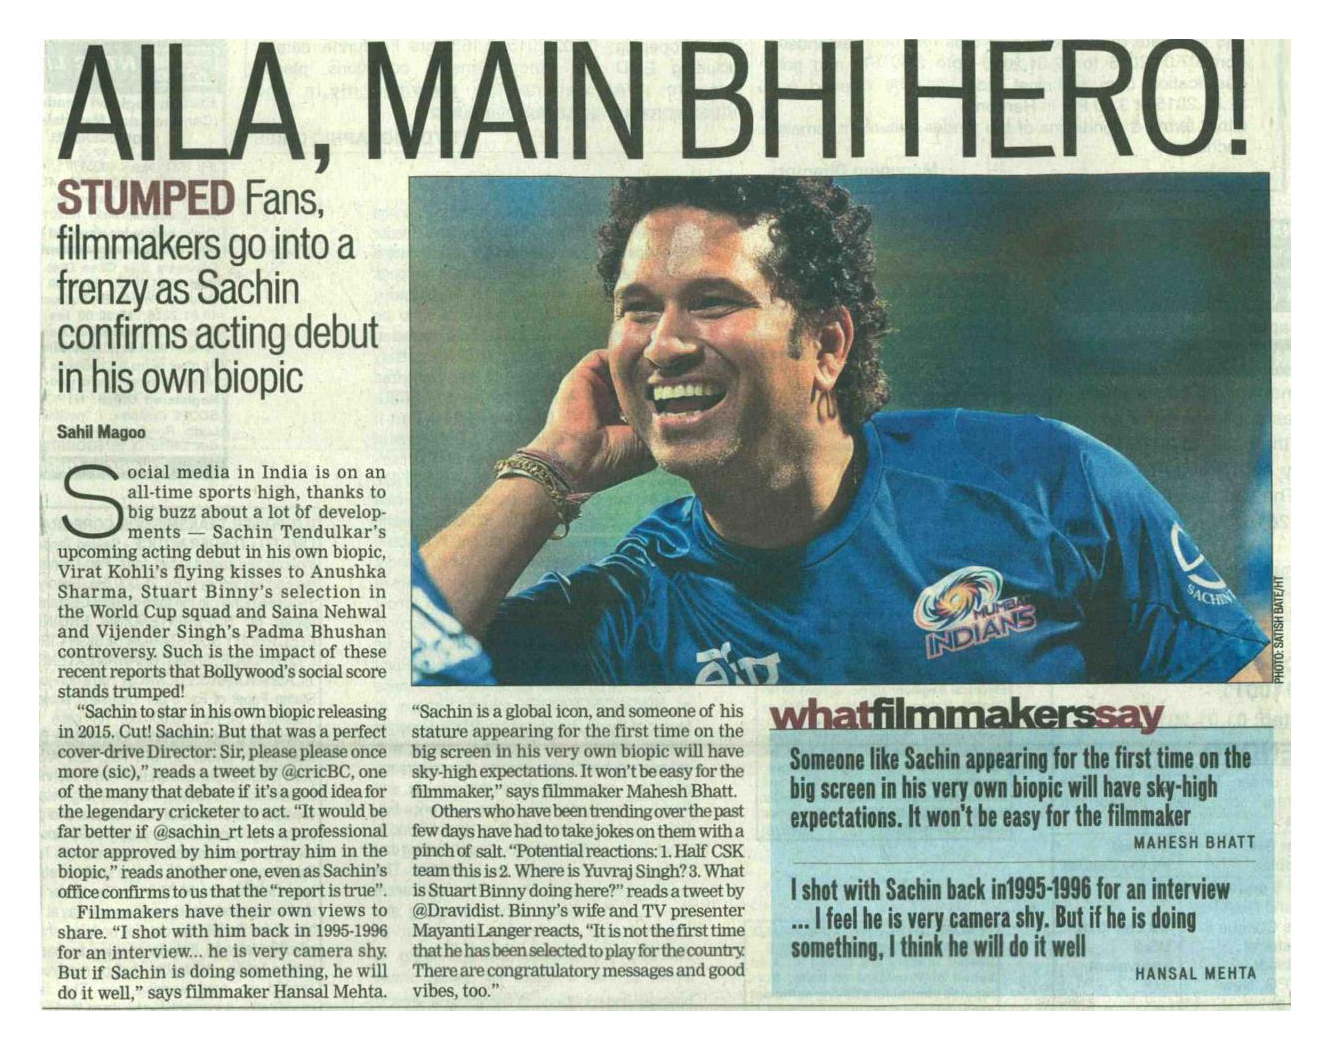 AILA, MAIN BHI HERO!
STUMPED Fans,
filmmakers go into a
frenzy as Sachin
confirms acting debut
in his own biopic
Sahil Magoo
Social media in India is on an
all-time sports high, thanks to
big buzz about a lot of develop-
ments — Sachin Tendulkar's
upcoming acting debut in his own biopic,
Virat Kohli's flying kisses to Anushka
Sharma, Stuart Binny's selection in
the World Cup squad and Saina Nehwal
and Vijender Singh's Padma Bhushan
controversy. Such is the impact of these
recent reports that Bollywood's social score
stands trumped!
"Sachin to star in his own biopic releasing
in 2015. Cut! Sachin: But that was a perfect
cover-drive Director: Sir, please please once
more (sic)," reads a tweet by @cricBC, one
of the many that debate if it's a good idea for
the legendary cricketer to act. "It would be
far better if @sachin_rt lets a professional
actor approved by him portray him in the
biopic," reads another one, even as Sachin's
office confirms to us that the "report is true".
Filmmakers have their own views to
share. "I shot with him back in 1995-1996
for an interview... he is very camera shy.
But if Sachin is doing something, he will
do it well," says filmmaker Hansal Mehta.
"Sachin is a global icon, and someone of his
stature appearing for the first time on the
big screen in his very own biopic will have
sky-high expectations. It won't be easy for the
filmmaker," says filmmaker Mahesh Bhatt.
Others who have been trending over the past
few days have had to take jokes on them with a
pinch of salt. "Potential reactions: 1. Half CSK
team this is 2. Where is Yuvraj Singh? 3. What
is Stuart Binny doing here?" reads a tweet by
@Dravidist. Binny's wife and TV presenter
Mayanti Langer reacts, "It is not the first time
that he has been selected to play for the country.
There are congratulatory messages and good
vibes, too."
MUMBAI
INDIANS
SACHIN
PHOTO: SATISH BATE/HT
whatfilmmakerssay
Someone like Sachin appearing for the first time on the
big screen in his very own biopic will have sky-high
expectations. It won't be easy for the filmmaker
MAHESH BHATT
I shot with Sachin back in1995-1996 for an interview
... I feel he is very camera shy. But if he is doing
something, I think he will do it well
HANSAL MEHTA